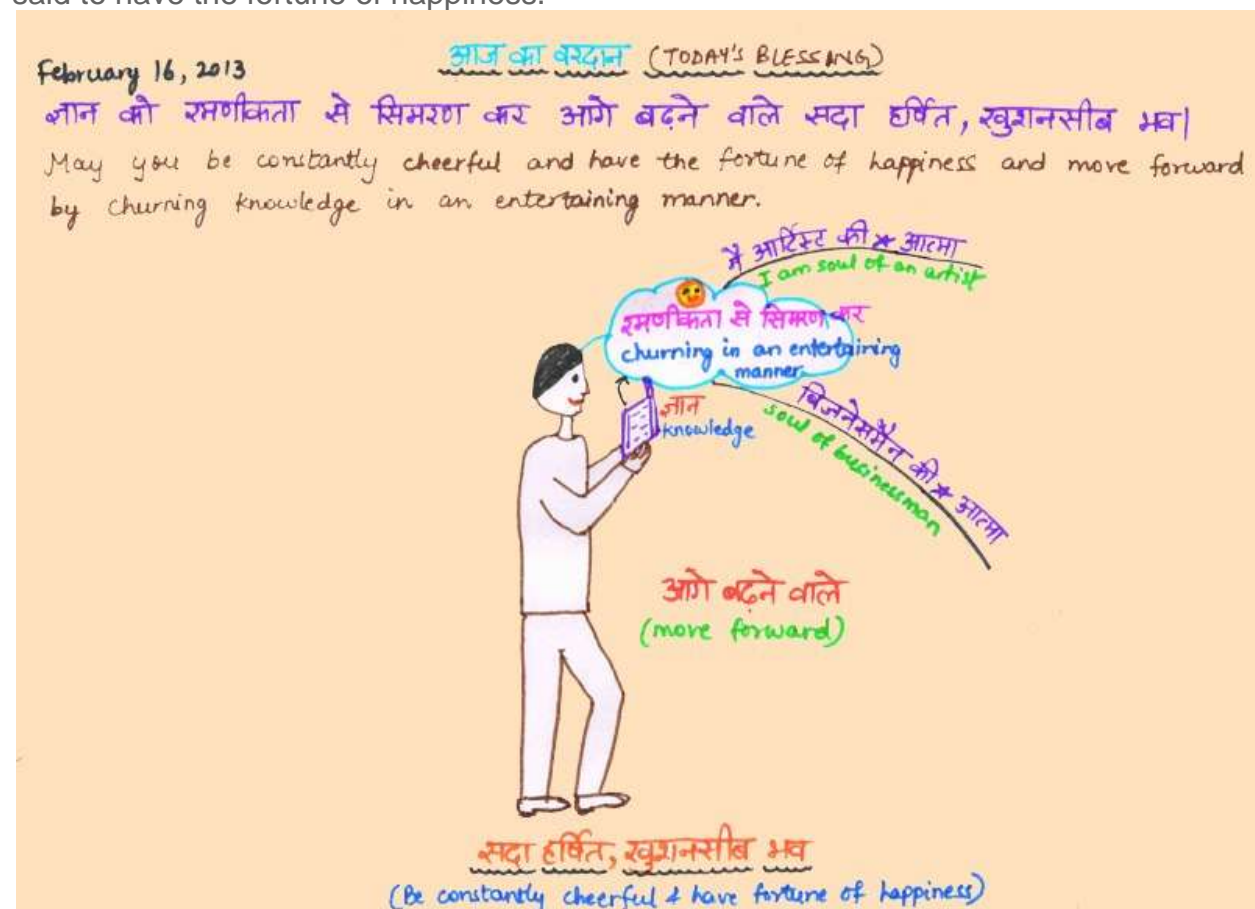 said to have the fortune of happiness.
February 16, 2013
आज का वरदान (TODAY'S BLESSING)
ज्ञान को रमणीकता से सिमरण कर आगे बढ़ने वाले सदा हर्षित, खुशनसीब भव|
May you be constantly cheerful and have the fortune of happiness and move forward
by churning knowledge in an entertaining manner.
मैं आर्टिस्ट की आत्मा
I am soul of an artist
रमणीकता से सिमरण कर
churning in an entertaining
manner
ज्ञान
knowledge
बिजनेसमैन की आत्मा
soul of businessman
आगे बढ़ने वाले
(move forward)
सदा हर्षित, खुशनसीब भव
(Be constantly cheerful & have fortune of happiness)